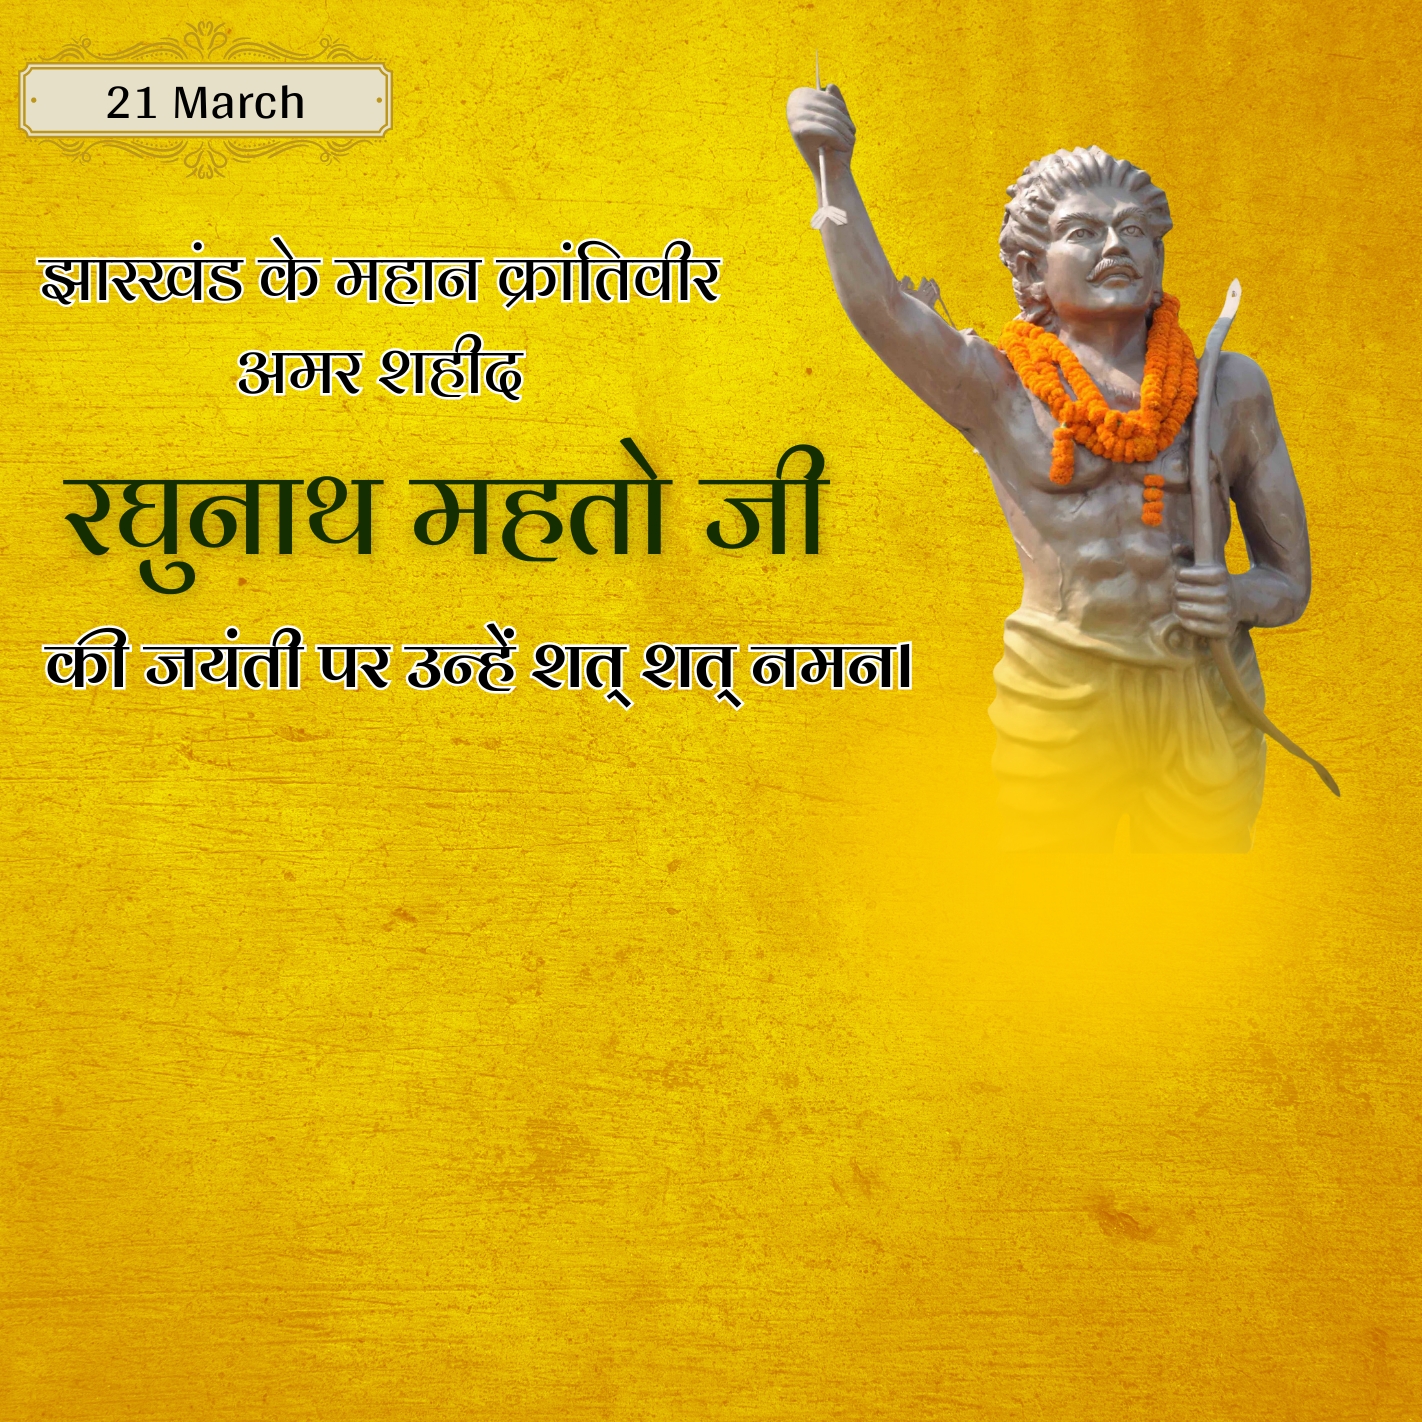 21 March
झारखंड के महान क्रांतिवीर
अमर शहीद
रघुनाथ महतो जी
की जयंती पर उन्हें शत् शत् नमन।